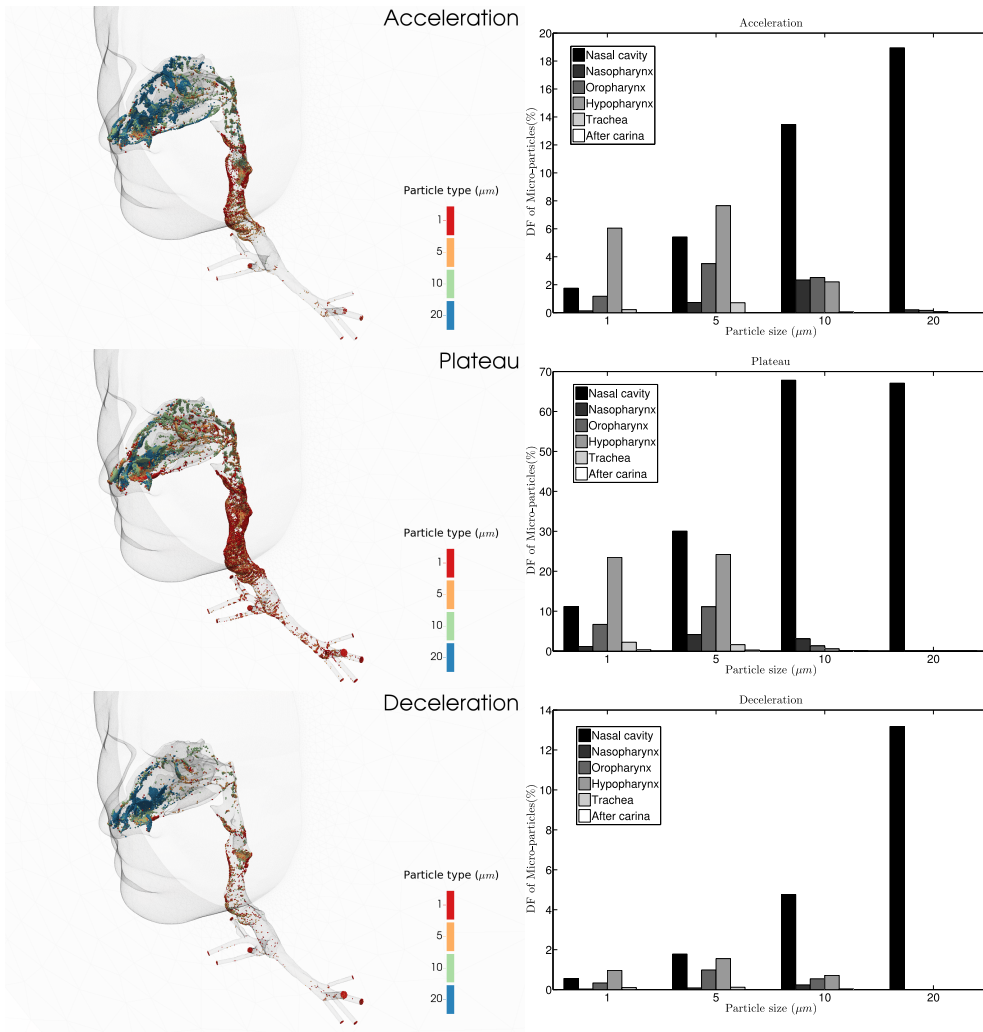 Acceleration
Particle type (μm)
1
5
10
20
Acceleration
DF of Micro-particles(%)
20
18
16
14
12
10
8
6
4
2
0
Nasal cavity
Nasopharynx
Oropharynx
Hypopharynx
Trachea
After carina
1
5
10
20
Particle size (μm)
Plateau
Particle type (μm)
1
5
10
20
Plateau
DF of Micro-particles(%)
70
60
50
40
30
20
10
0
Nasal cavity
Nasopharynx
Oropharynx
Hypopharynx
Trachea
After carina
1
5
10
20
Particle size (μm)
Deceleration
Particle type (μm)
1
5
10
20
Deceleration
DF of Micro-particles(%)
14
12
10
8
6
4
2
0
Nasal cavity
Nasopharynx
Oropharynx
Hypopharynx
Trachea
After carina
1
5
10
20
Particle size (μm)